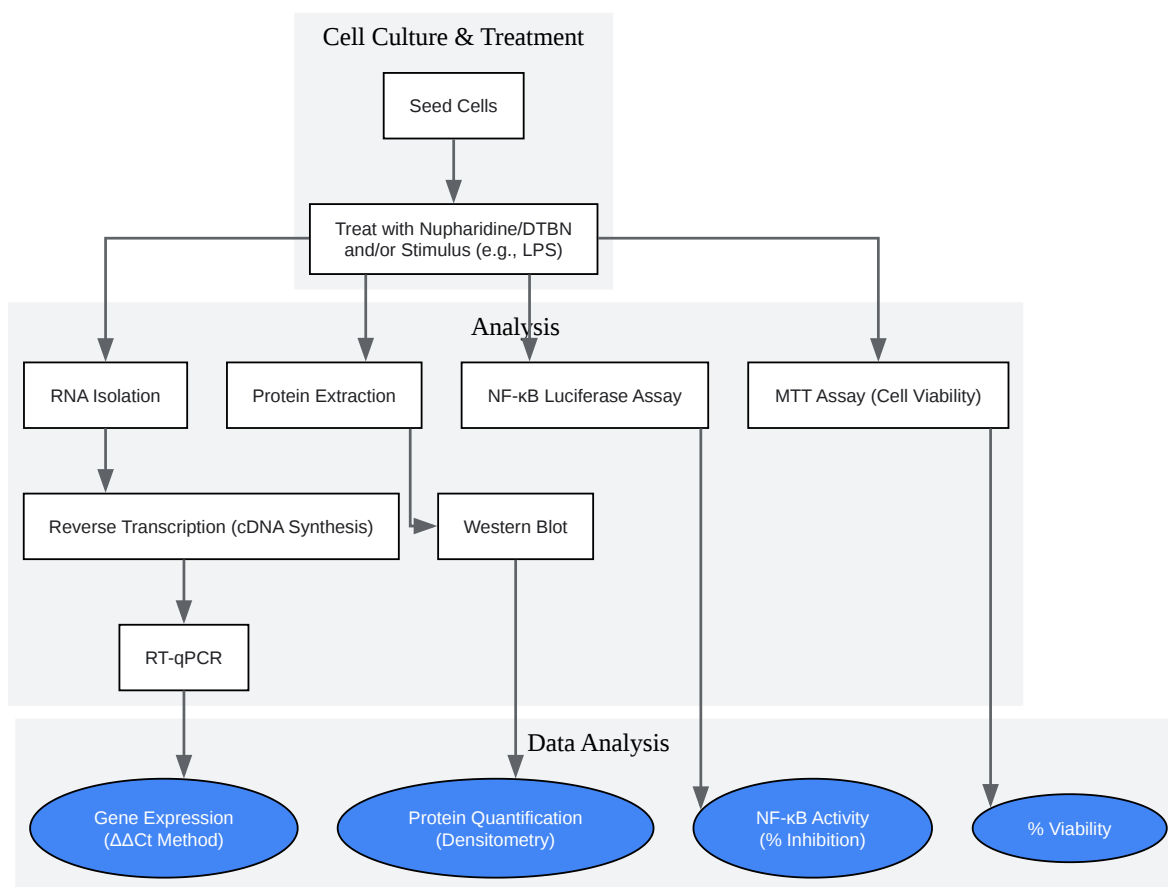 Cell Culture & Treatment
Seed Cells
Treat with Nupharidine/DTBN
and/or Stimulus (e.g., LPS)
Analysis
RNA Isolation
Protein Extraction
NF-κB Luciferase Assay
MTT Assay (Cell Viability)
Reverse Transcription (cDNA Synthesis)
Western Blot
RT-qPCR
Data Analysis
Gene Expression
(ΔΔCt Method)
Protein Quantification
(Densitometry)
NF-κB Activity
(% Inhibition)
% Viability